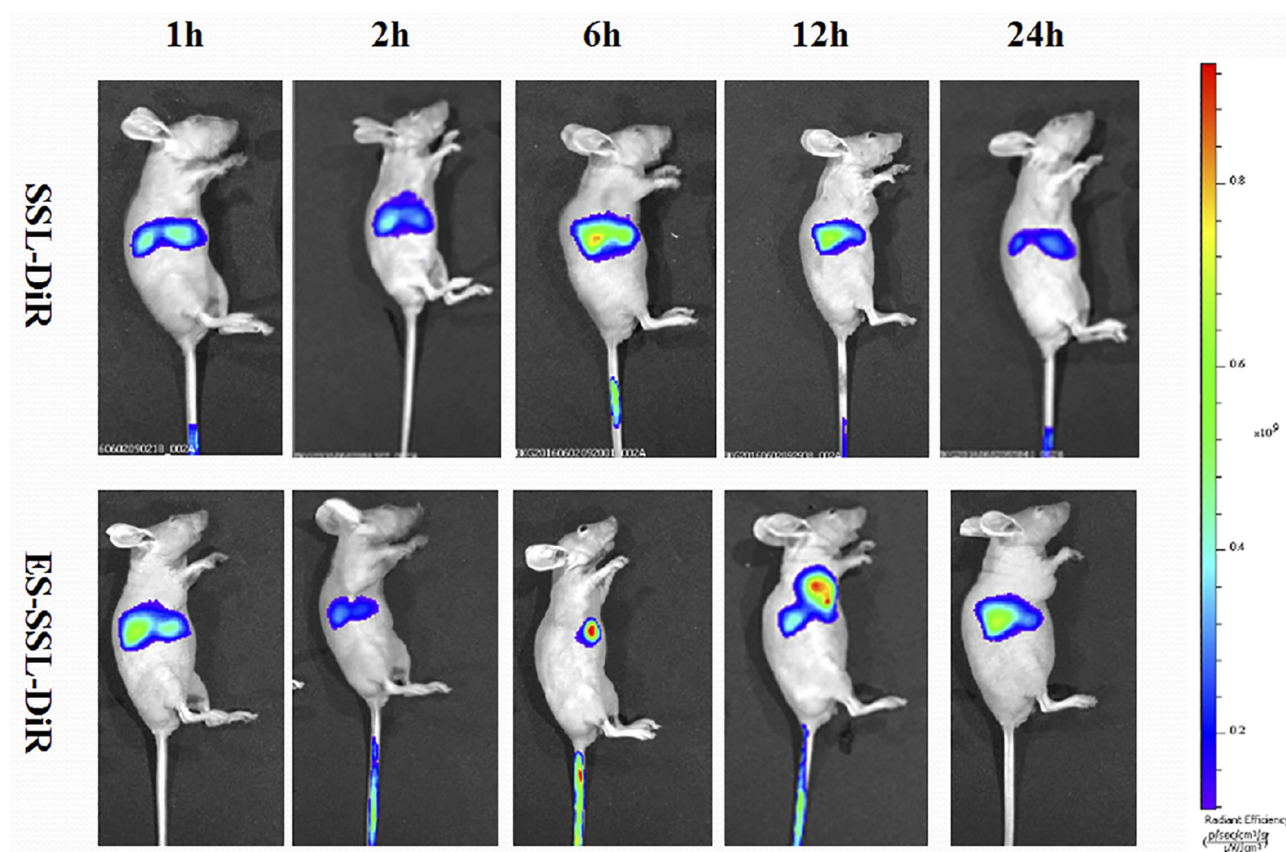 1h 2h 6h 12h 24h
SSL-DiR
ES-SSL-DiR
0.8
0.6
x10⁹
0.4
0.2
Radiant Efficiency